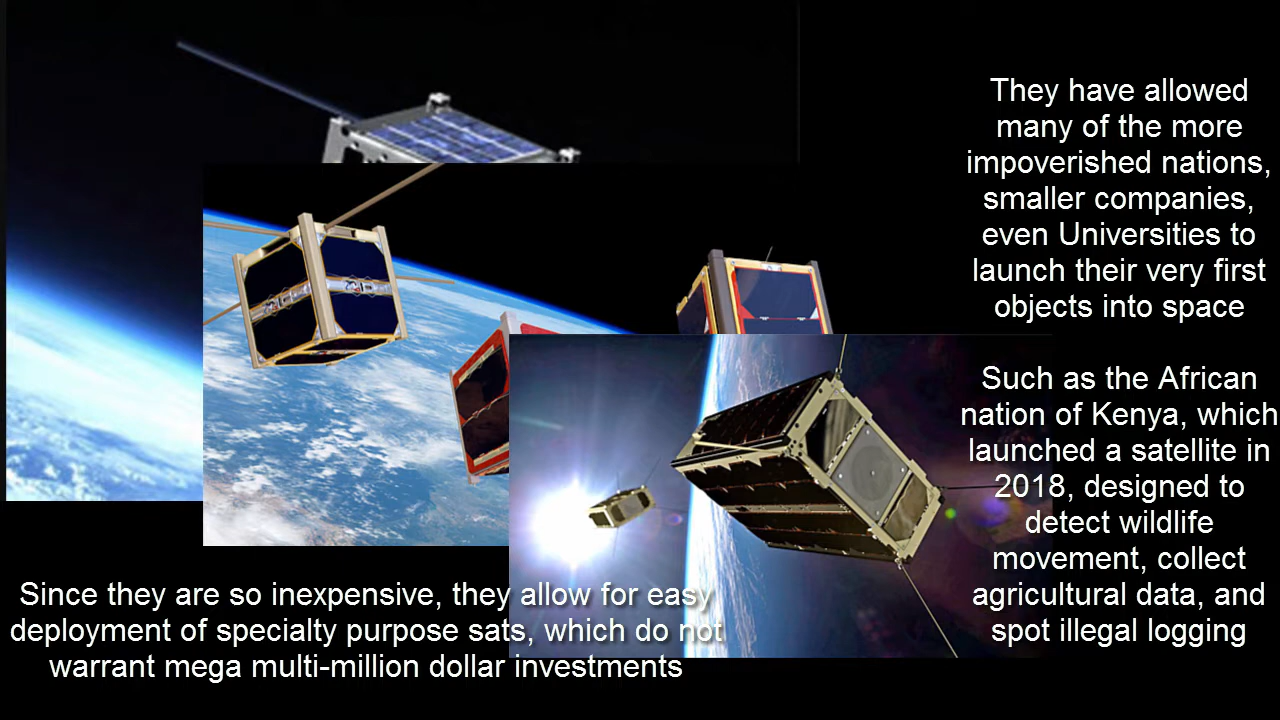 They have allowed
many of the more
impoverished nations,
smaller companies,
even Universities to
launch their very first
objects into space
Such as the African
nation of Kenya, which
launched a satellite in
2018, designed to
detect wildlife
movement, collect
agricultural data, and
spot illegal logging
Since they are so inexpensive, they allow for easy
deployment of specialty purpose sats, which do not
warrant mega multi-million dollar investments